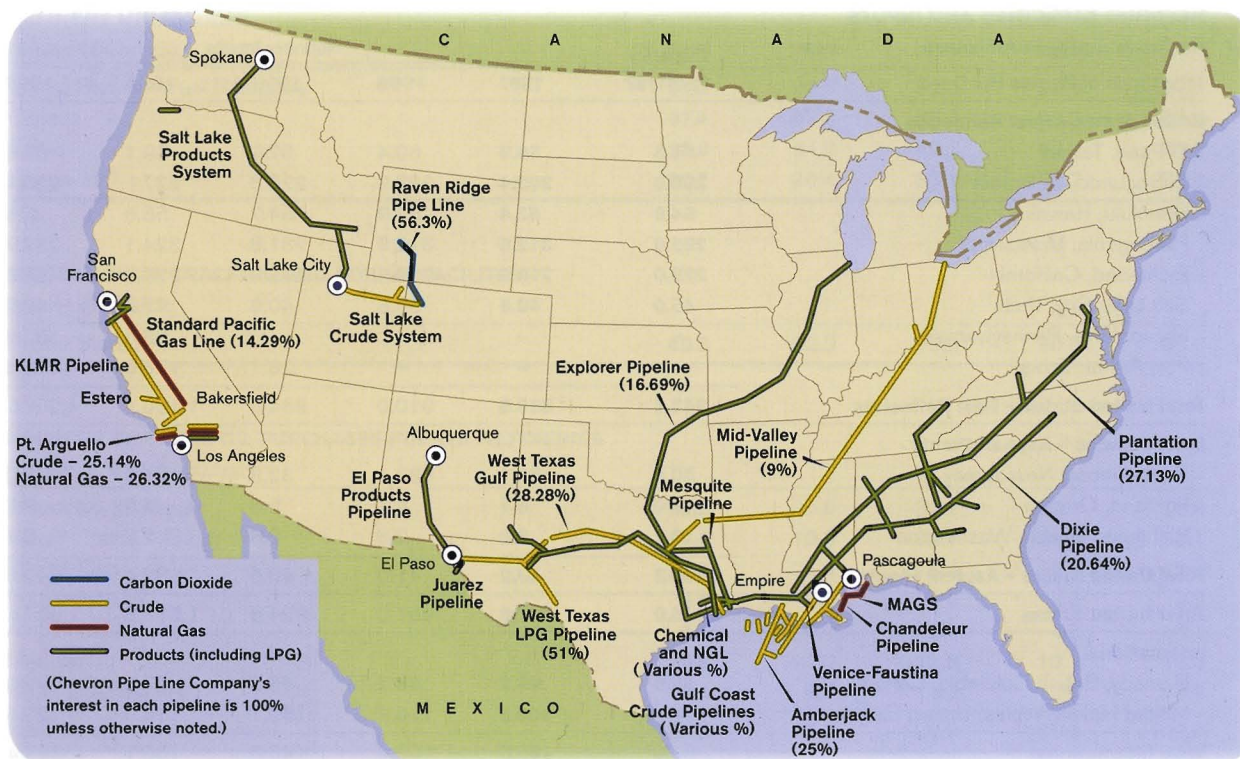 C A N A D A
Spokane
Salt Lake
Products
System
Raven Ridge
Pipe Line
(56.3%)
San
Francisco
Salt Lake City
Salt Lake
Crude System
Standard Pacific
Gas Line (14.29%)
KLMR Pipeline
Estero
Bakersfield
Pt. Arguello
Crude – 25.14%
Natural Gas – 26.32%
Los Angeles
Explorer Pipeline
(16.69%)
Albuquerque
El Paso
Products
Pipeline
West Texas
Gulf Pipeline
(28.28%)
Mesquite
Pipeline
Mid-Valley
Pipeline
(9%)
Plantation
Pipeline
(27.13%)
Dixie
Pipeline
(20.64%)
El Paso
Juarez
Pipeline
West Texas
LPG Pipeline
(51%)
Empire
Pascagoula
MAGS
Chandeleur
Pipeline
Chemical
and NGL
(Various %)
Venice-Faustina
Pipeline
Gulf Coast
Crude Pipelines
(Various %)
Amberjack
Pipeline
(25%)
M E X I C O
Carbon Dioxide
Crude
Natural Gas
Products (including LPG)
(Chevron Pipe Line Company's
interest in each pipeline is 100%
unless otherwise noted.)